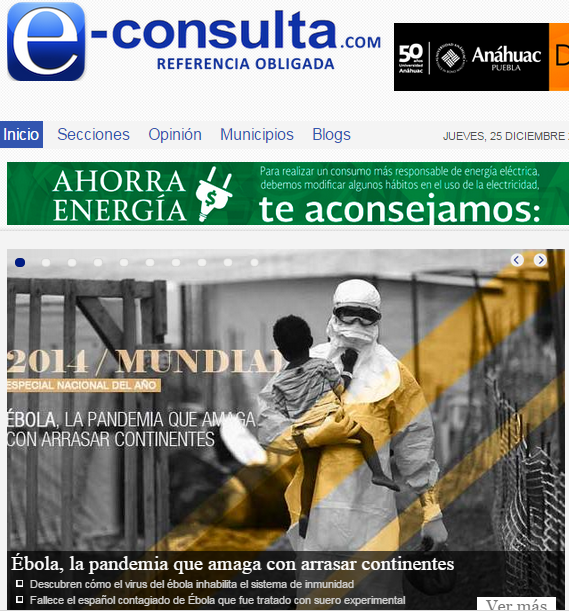 e-consulta.com
REFERENCIA OBLIGADA
50
años
Universidad
Anáhuac
Anáhuac
PUEBLA
Inicio Secciones Opinión Municipios Blogs JUEVES, 25 DICIEMBRE
AHORRA
ENERGÍA
Para realizar un consumo más responsable de energía eléctrica,
debemos modificar algunos hábitos en el uso de la electricidad,
te aconsejamos:
2014 / MUNDIAL
ESPECIAL NACIONAL DEL AÑO
ÉBOLA, LA PANDEMIA QUE AMAGA
CON ARRASAR CONTINENTES
Ébola, la pandemia que amaga con arrasar continentes
Descubren cómo el virus del ébola inhabilita el sistema de inmunidad
Fallece el español contagiado de Ébola que fue tratado con suero experimental
Ver más